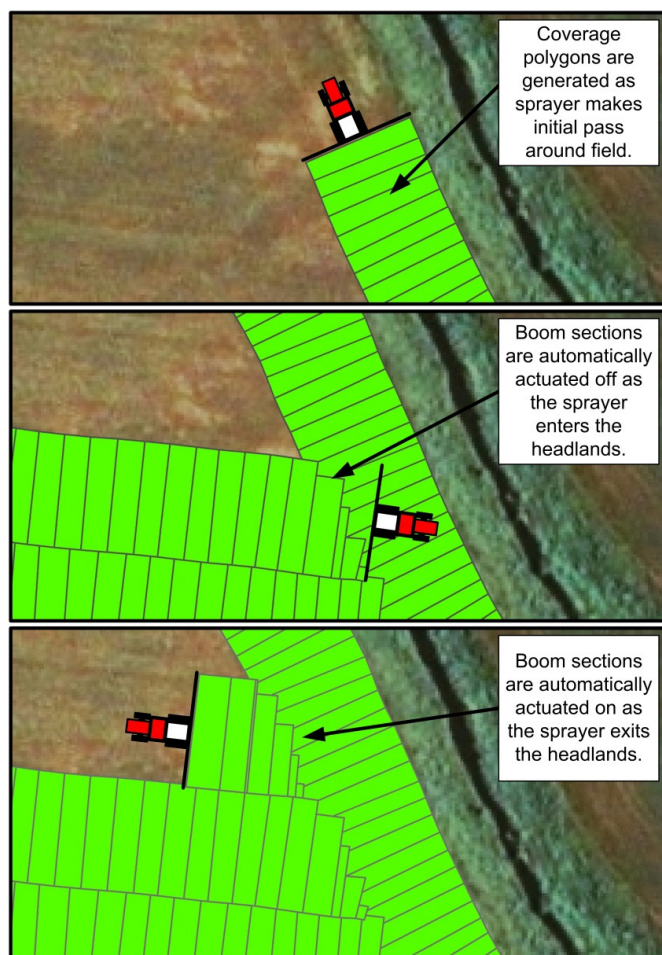 Coverage
polygons are
generated as
sprayer makes
initial pass
around field.
Boom sections
are automatically
actuated off as
the sprayer
enters the
headlands.
Boom sections
are automatically
actuated on as
the sprayer exits
the headlands.